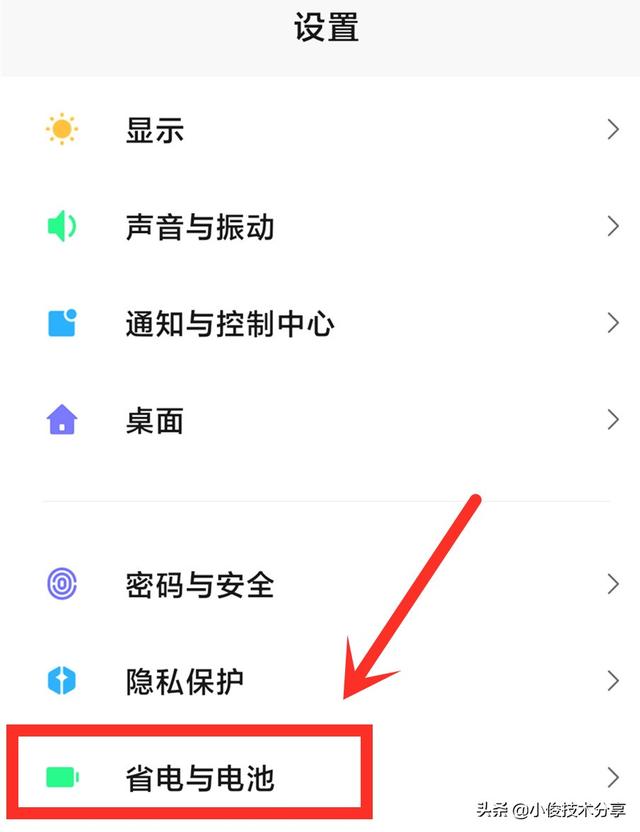 设置
显示
声音与振动
通知与控制中心
桌面
密码与安全
隐私保护
省电与电池
头条 @小俊技术分享